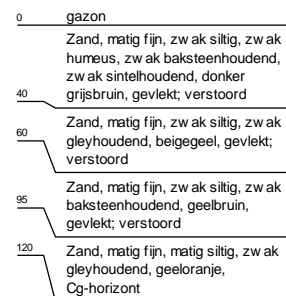 0 gazon
Zand, matig fijn, zwak siltig, zwak
humeus, zwak baksteenhoudend,
zwak sintelhoudend, donker
40 grijsbruin, gevlekt; verstoord
Zand, matig fijn, zwak siltig, zwak
60 gleyhoudend, beigegeel, gevlekt;
verstoord
Zand, matig fijn, zwak siltig, zwak
95 baksteenhoudend, geelbruin,
gevlekt; verstoord
120 Zand, matig fijn, matig siltig, zwak
gleyhoudend, geeloranje,
Cg-horizont